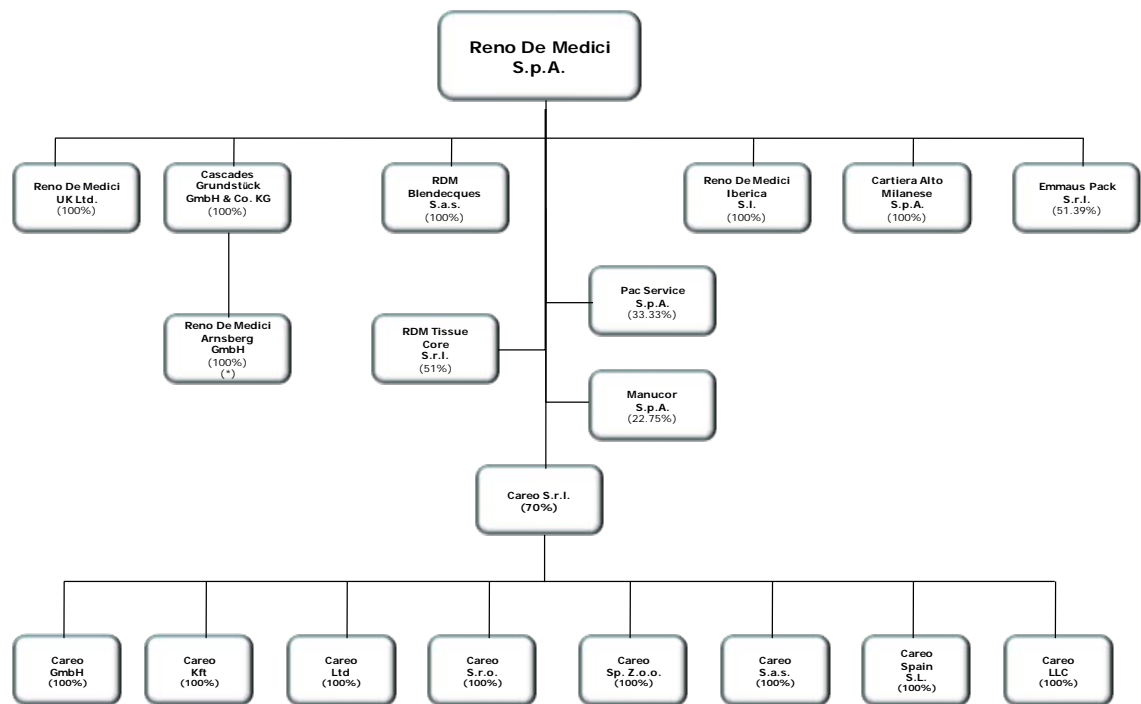 Reno De Medici
S.p.A.
Reno De Medici
UK Ltd.
(100%)
Cascades
Grundstück
GmbH & Co. KG
(100%)
RDM
Blendecques
S.a.s.
(100%)
Reno De Medici
Iberica
S.l.
(100%)
Cartiera Alto
Milanese
S.p.A.
(100%)
Emmaus Pack
S.r.l.
(51.39%)
Pac Service
S.p.A.
(33.33%)
Reno De Medici
Arnsberg
GmbH
(100%)
(*)
RDM Tissue
Core
S.r.l.
(51%)
Manucor
S.p.A.
(22.75%)
Careo S.r.l.
(70%)
Careo
GmbH
(100%)
Careo
Kft
(100%)
Careo
Ltd
(100%)
Careo
S.r.o.
(100%)
Careo
Sp. Z.o.o.
(100%)
Careo
S.a.s.
(100%)
Careo
Spain
S.L.
(100%)
Careo
LLC
(100%)